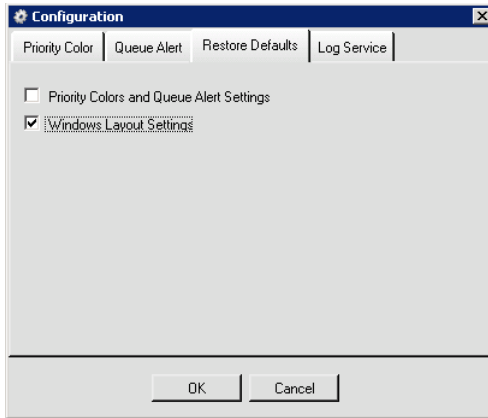 Configuration
Priority Color Queue Alert Restore Defaults Log Service
Priority Colors and Queue Alert Settings
Windows Layout Settings
OK Cancel